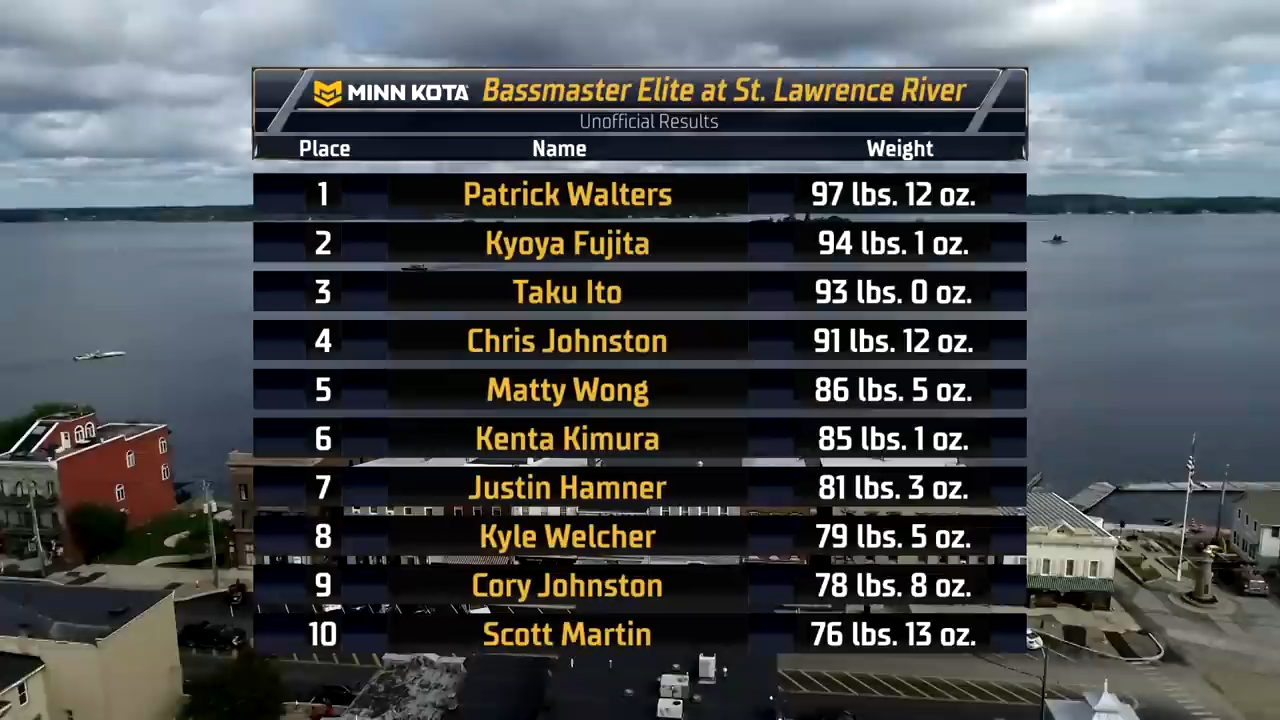 MINN KOTA Bassmaster Elite at St. Lawrence River
Unofficial Results
Place Name Weight
1 Patrick Walters 97 lbs. 12 oz.
2 Kyoya Fujita 94 lbs. 1 oz.
3 Taku Ito 93 lbs. 0 oz.
4 Chris Johnston 91 lbs. 12 oz.
5 Matty Wong 86 lbs. 5 oz.
6 Kenta Kimura 85 lbs. 1 oz.
7 Justin Hamner 81 lbs. 3 oz.
8 Kyle Welcher 79 lbs. 5 oz.
9 Cory Johnston 78 lbs. 8 oz.
10 Scott Martin 76 lbs. 13 oz.